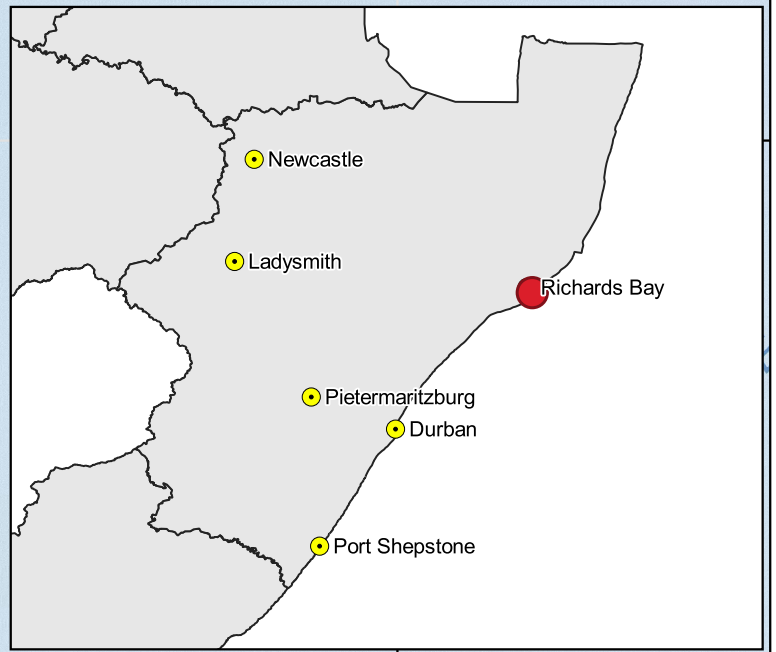 Newcastle
Ladysmith
Richards Bay
Pietermaritzburg
Durban
Port Shepstone